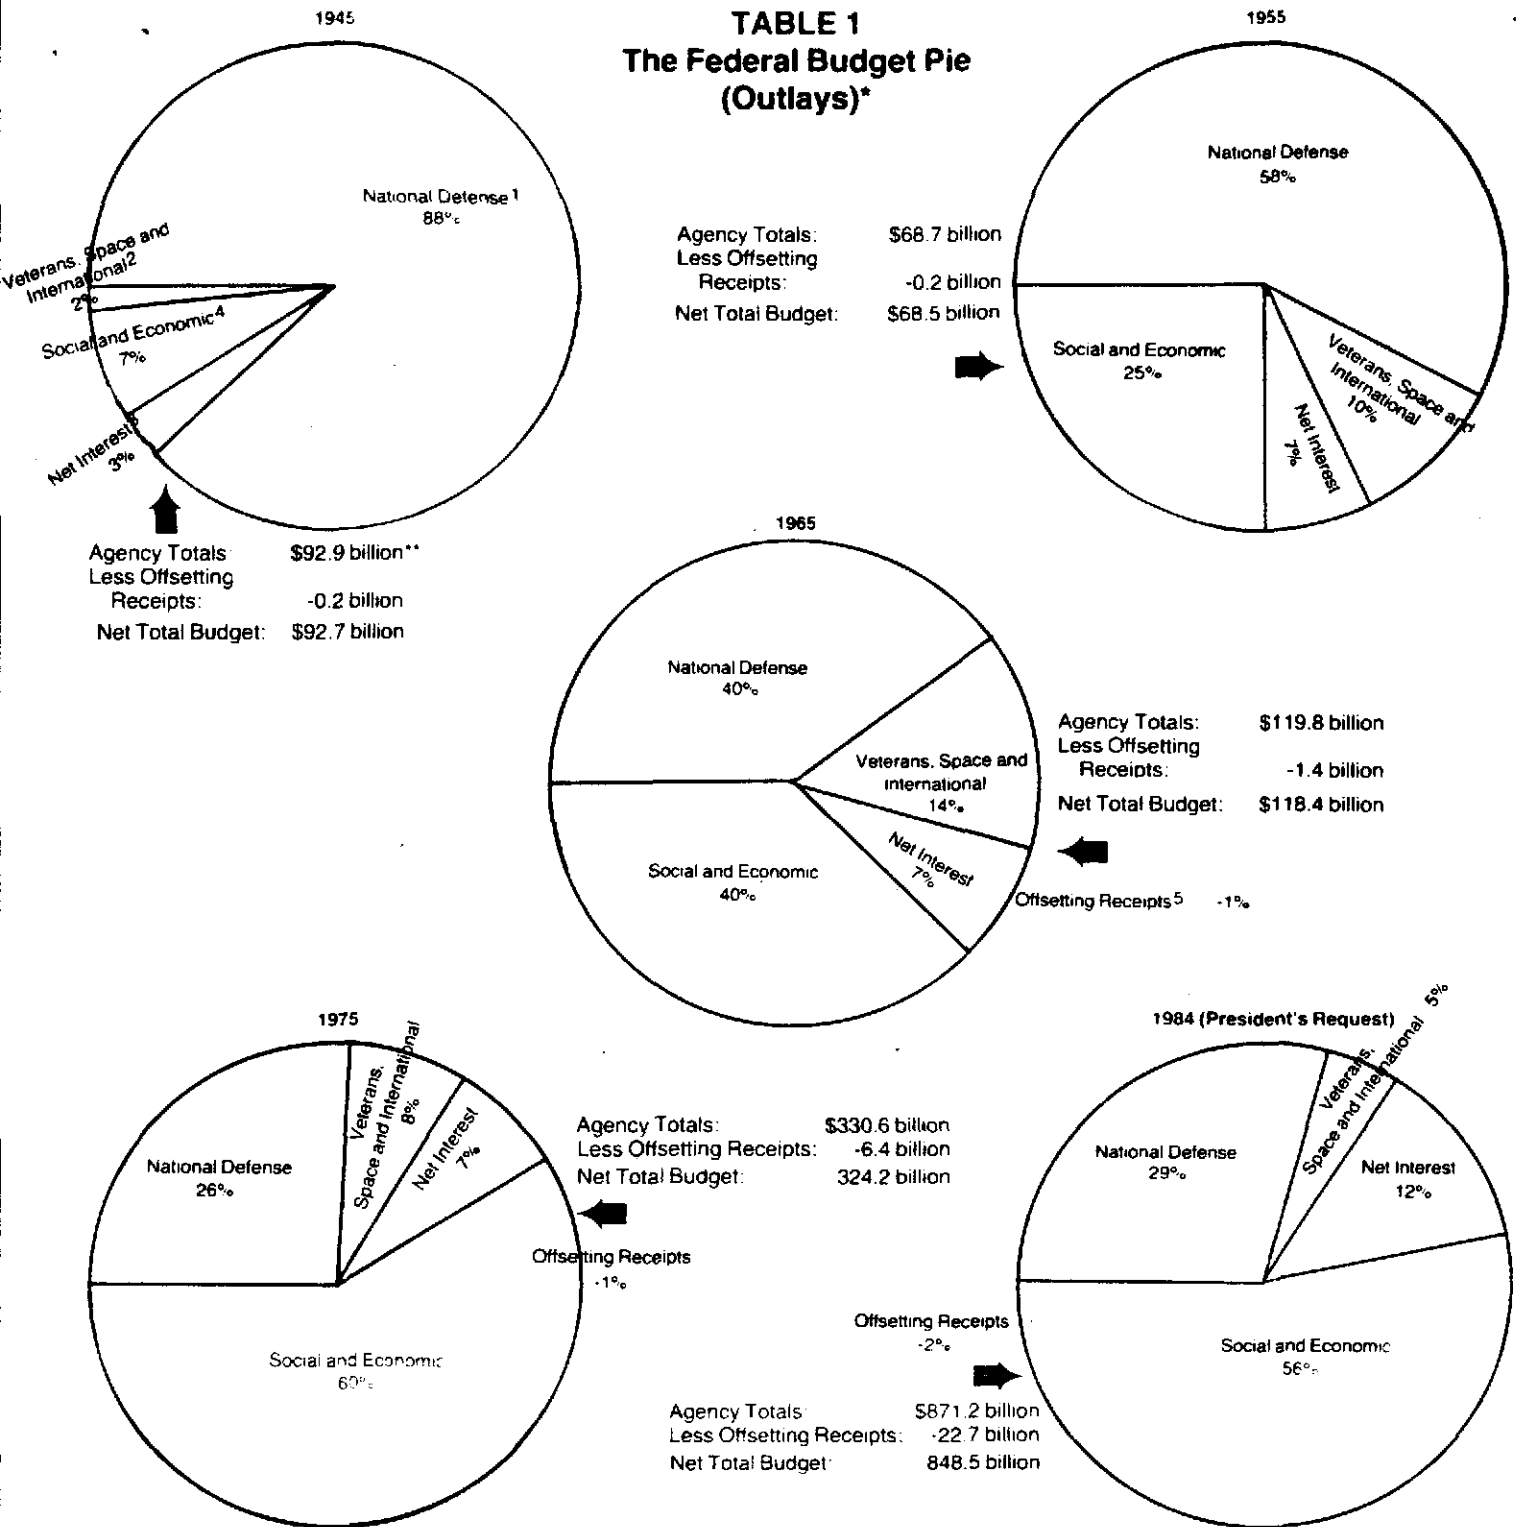 TABLE 1
The Federal Budget Pie
(Outlays)*
1945
National Defense1
88%
Veterans, Space and
International2
2%
Social and Economic4
7%
Net Interest3
3%
Agency Totals: $92.9 billion**
Less Offsetting
Receipts: -0.2 billion
Net Total Budget: $92.7 billion
1955
National Defense
58%
Veterans, Space and
International
10%
Net Interest
7%
Social and Economic
25%
Agency Totals: $68.7 billion
Less Offsetting
Receipts: -0.2 billion
Net Total Budget: $68.5 billion
1965
National Defense
40%
Veterans, Space and
International
14%
Net Interest
7%
Social and Economic
40%
Agency Totals: $119.8 billion
Less Offsetting
Receipts: -1.4 billion
Net Total Budget: $118.4 billion
Offsetting Receipts5 -1%
1975
National Defense
26%
Veterans,
Space and International
8%
Net Interest
7%
Social and Economic
60%
Agency Totals: $330.6 billion
Less Offsetting Receipts: -6.4 billion
Net Total Budget: 324.2 billion
Offsetting Receipts
-1%
1984 (President's Request)
National Defense
29%
Veterans,
Space and International 5%
Net Interest
12%
Social and Economic
56%
Offsetting Receipts
-2%
Agency Totals: $871.2 billion
Less Offsetting Receipts: -22.7 billion
Net Total Budget: 848.5 billion